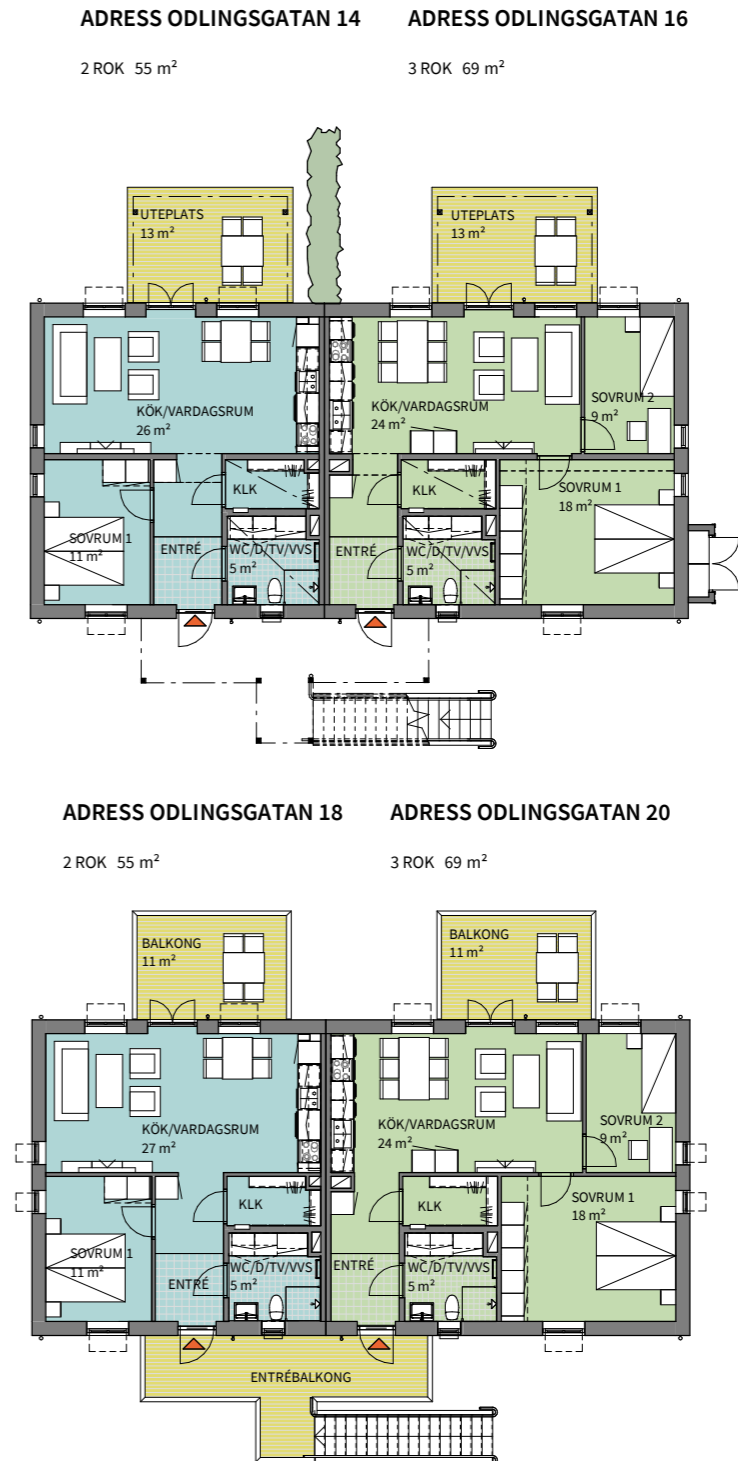 ADRESS ODLINGSGATAN 14
2 ROK 55 m²
ADRESS ODLINGSGATAN 16
3 ROK 69 m²
UTEPLATS
13 m²
UTEPLATS
13 m²
KÖK/VARDAGSRUM
26 m²
KÖK/VARDAGSRUM
24 m²
SOVRUM 2
9 m²
KLK
KLK
SOVRUM 1
18 m²
SOVRUM 1
11 m²
ENTRÉ
WC/D/TV/VVS
5 m²
ENTRÉ
WC/D/TV/VVS
5 m²
ADRESS ODLINGSGATAN 18
2 ROK 55 m²
ADRESS ODLINGSGATAN 20
3 ROK 69 m²
BALKONG
11 m²
BALKONG
11 m²
KÖK/VARDAGSRUM
27 m²
KÖK/VARDAGSRUM
24 m²
SOVRUM 2
9 m²
KLK
KLK
SOVRUM 1
18 m²
SOVRUM 1
11 m²
ENTRÉ
WC/D/TV/VVS
5 m²
ENTRÉ
WC/D/TV/VVS
5 m²
ENTRÉBALKONG